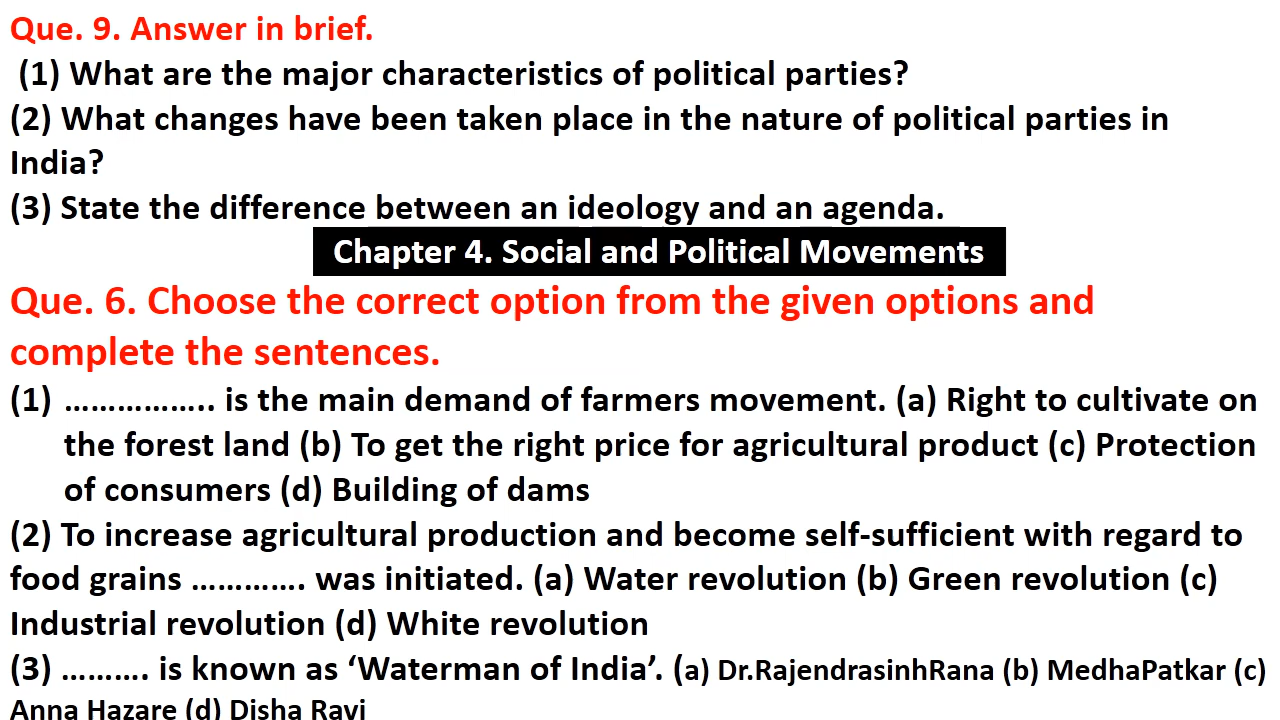 Que. 9. Answer in brief.
(1) What are the major characteristics of political parties?
(2) What changes have been taken place in the nature of political parties in
India?
(3) State the difference between an ideology and an agenda.
Chapter 4. Social and Political Movements
Que. 6. Choose the correct option from the given options and
complete the sentences.
(1) …………….. is the main demand of farmers movement. (a) Right to cultivate on
the forest land (b) To get the right price for agricultural product (c) Protection
of consumers (d) Building of dams
(2) To increase agricultural production and become self-sufficient with regard to
food grains …………. was initiated. (a) Water revolution (b) Green revolution (c)
Industrial revolution (d) White revolution
(3) ………. is known as ‘Waterman of India’. (a) Dr.RajendrasinhRana (b) MedhaPatkar (c)
Anna Hazare (d) Disha Ravi